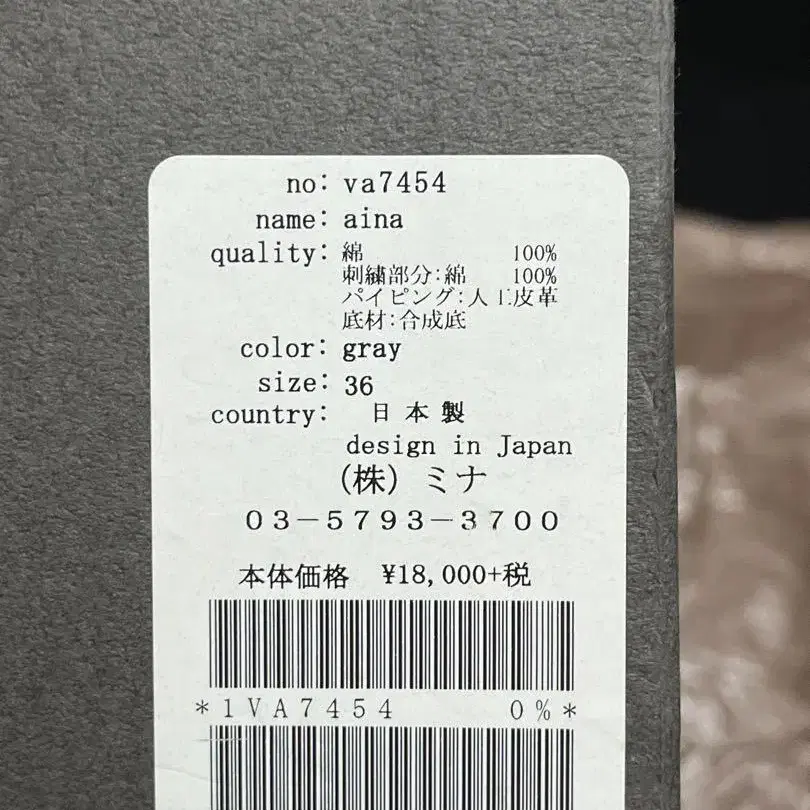 no: va7454
name: aina
quality: 綿 100%
刺繍部分:綿 100%
パイピング:人工皮革
底材:合成底
color: gray
size: 36
country: 日本製
design in Japan
(株) ミナ
03-5793-3700
本体価格 ¥18,000+税
*1VA7454 0%*